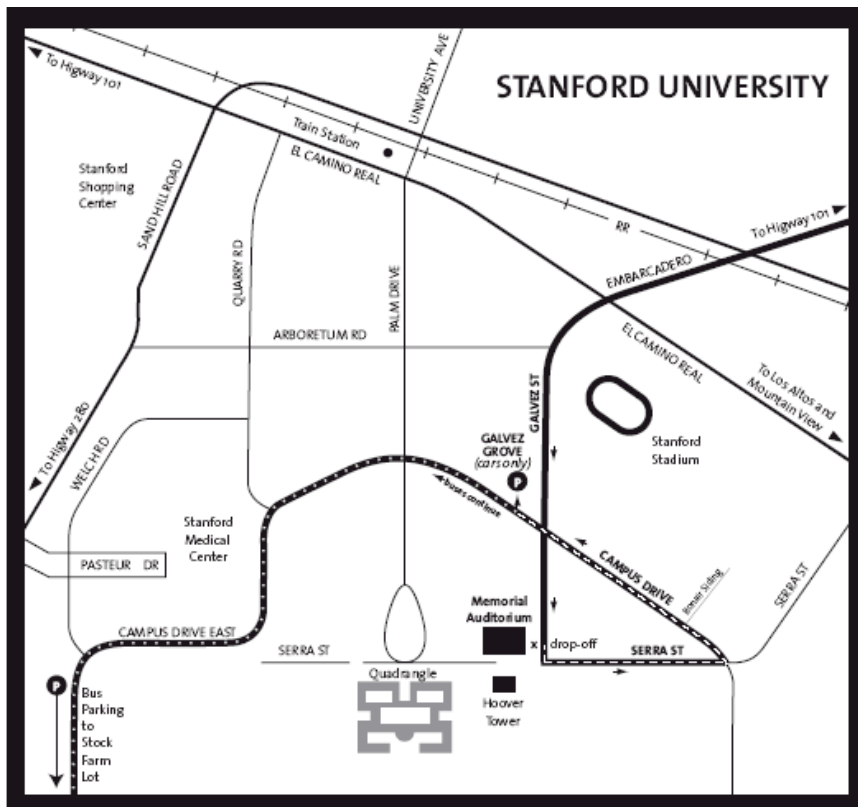 STANFORD UNIVERSITY
To Higway 101
UNIVERSITY AVE
Train Station
EL CAMINO REAL
Stanford
Shopping
Center
SAND HILL ROAD
QUARRY RD
PALM DRIVE
RR
To Higway 101
EMBARCADERO
ARBORETUM RD
EL CAMINO REAL
To Los Altos and
Mountain View
GALVEZ ST
To Higway 280
WELCH RD
GALVEZ
GROVE
(cars only)
P
Stanford
Stadium
buses continue
Stanford
Medical
Center
PASTEUR DR
CAMPUS DRIVE
Bonair Siding
SERRA ST
Memorial
Auditorium
CAMPUS DRIVE EAST
x drop-off
SERRA ST
SERRA ST
Quadrangle
P
Bus
Parking
to
Stock
Farm
Lot
Hoover
Tower